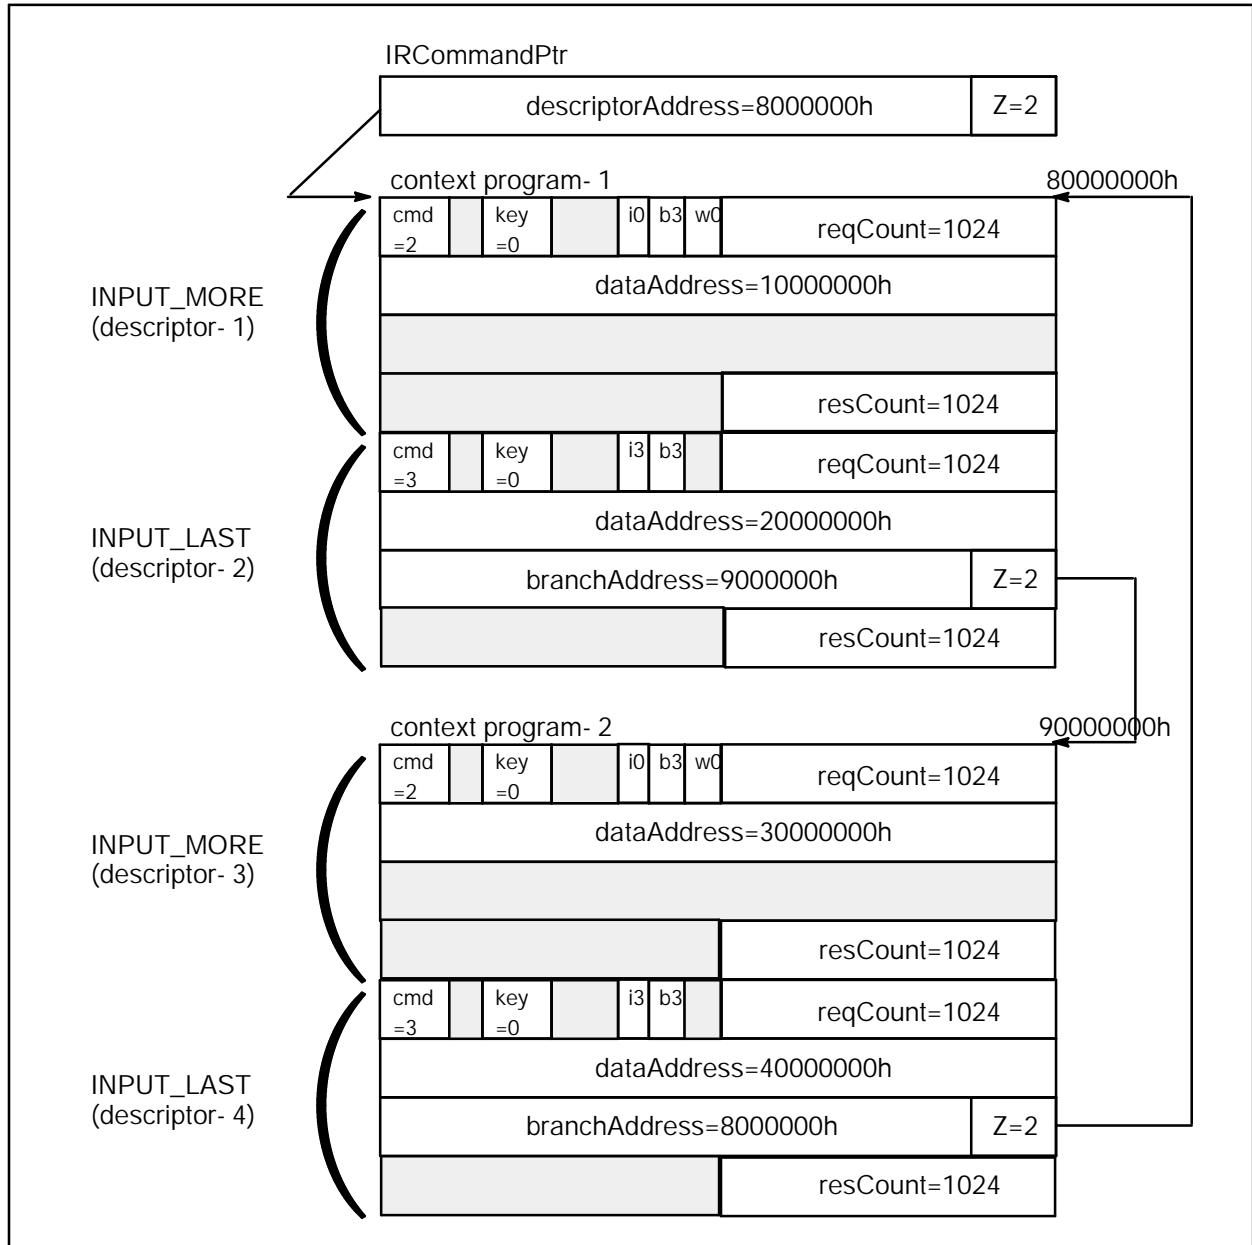 IRCommandPtr
descriptorAddress=8000000h Z=2
context program- 1 80000000h
cmd =2 key =0 i0 b3 w0 reqCount=1024
INPUT_MORE
(descriptor- 1)
dataAddress=10000000h
resCount=1024
cmd =3 key =0 i3 b3 reqCount=1024
INPUT_LAST
(descriptor- 2)
dataAddress=20000000h
branchAddress=9000000h Z=2
resCount=1024
context program- 2 90000000h
cmd =2 key =0 i0 b3 w0 reqCount=1024
INPUT_MORE
(descriptor- 3)
dataAddress=30000000h
resCount=1024
cmd =3 key =0 i3 b3 reqCount=1024
INPUT_LAST
(descriptor- 4)
dataAddress=40000000h
branchAddress=8000000h Z=2
resCount=1024